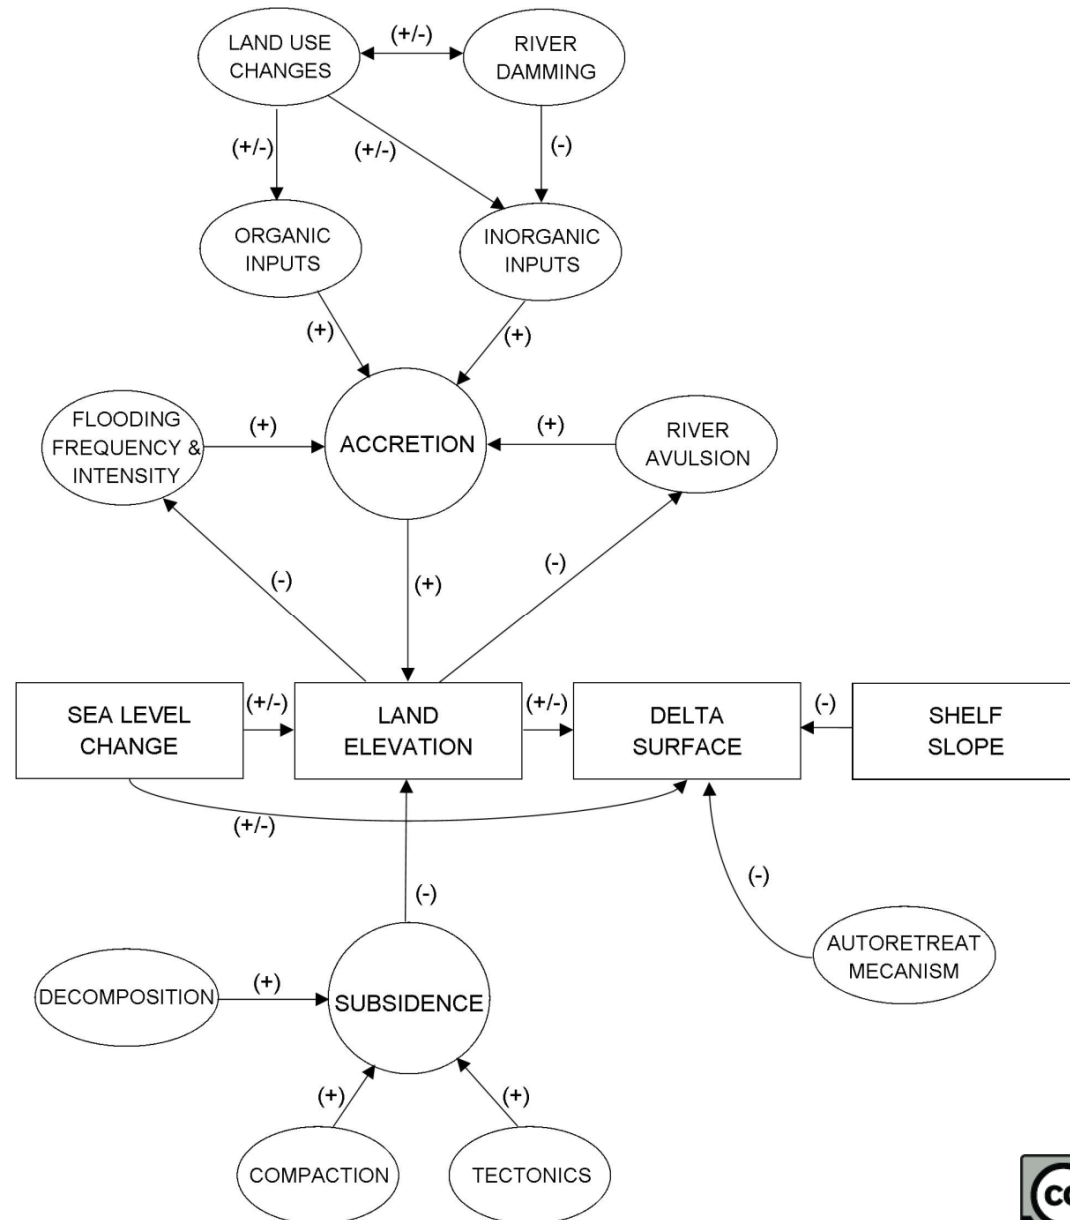 LAND USE
CHANGES
(+/-)
RIVER
DAMMING
(+/-)
(+/-)
(-)
ORGANIC
INPUTS
INORGANIC
INPUTS
(+)
(+)
FLOODING
FREQUENCY &
INTENSITY
(+)
ACCRETION
(+)
RIVER
AVULSION
(-)
(+)
(-)
SEA LEVEL
CHANGE
(+/-)
LAND
ELEVATION
(+/-)
DELTA
SURFACE
(-)
SHELF
SLOPE
(+/-)
(-)
(-)
AUTORETREAT
MECANISM
DECOMPOSITION
(+)
SUBSIDENCE
(+)
(+)
COMPACTION
TECTONICS
cc